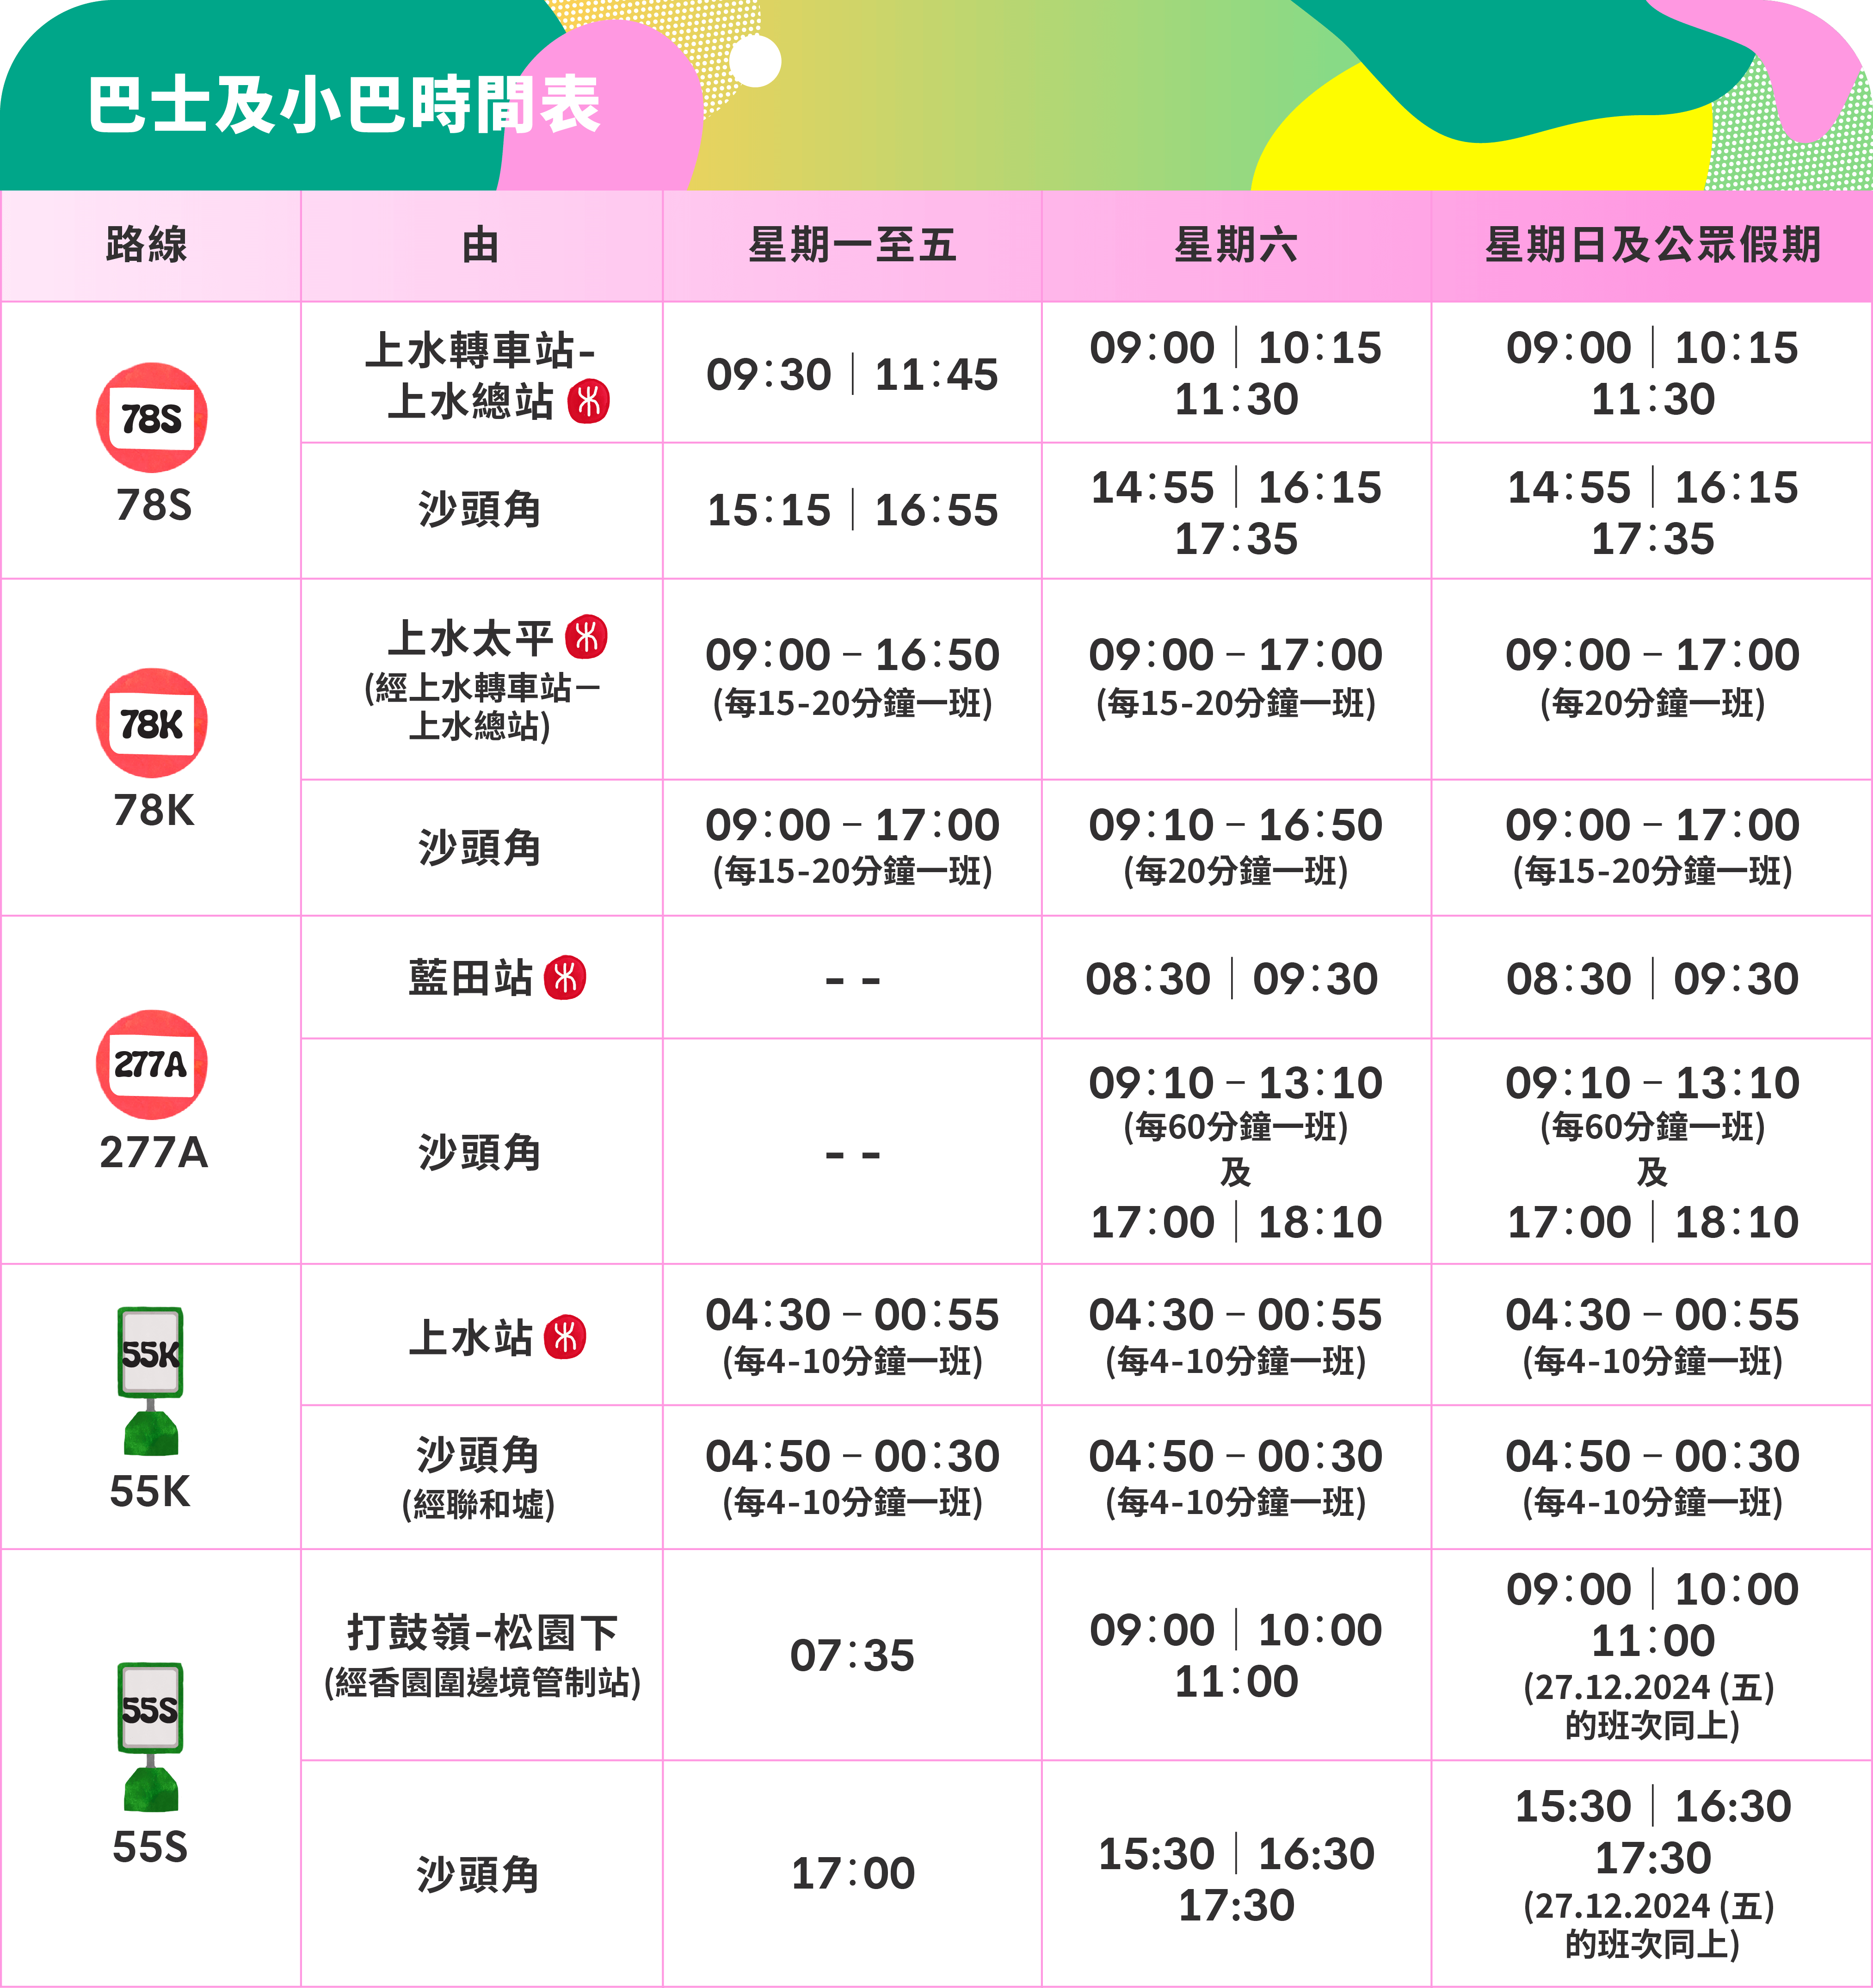 巴士及小巴時間表
路線
由
星期一至五
星期六
星期日及公眾假期
78S
78S
上水轉車站-
上水總站
09:30｜11:45
09:00｜10:15
11:30
09:00｜10:15
11:30
沙頭角
15:15｜16:55
14:55｜16:15
17:35
14:55｜16:15
17:35
78K
78K
上水太平
(經上水轉車站－
上水總站)
09:00 – 16:50
(每15-20分鐘一班)
09:00 – 17:00
(每15-20分鐘一班)
09:00 – 17:00
(每20分鐘一班)
沙頭角
09:00 – 17:00
(每15-20分鐘一班)
09:10 – 16:50
(每20分鐘一班)
09:00 – 17:00
(每15-20分鐘一班)
277A
277A
藍田站
- -
08:30｜09:30
08:30｜09:30
沙頭角
- -
09:10 – 13:10
(每60分鐘一班)
及
17:00｜18:10
09:10 – 13:10
(每60分鐘一班)
及
17:00｜18:10
55K
55K
上水站
04:30 – 00:55
(每4-10分鐘一班)
04:30 – 00:55
(每4-10分鐘一班)
04:30 – 00:55
(每4-10分鐘一班)
沙頭角
(經聯和墟)
04:50 – 00:30
(每4-10分鐘一班)
04:50 – 00:30
(每4-10分鐘一班)
04:50 – 00:30
(每4-10分鐘一班)
55S
55S
打鼓嶺-松園下
(經香園圍邊境管制站)
07:35
09:00｜10:00
11:00
09:00｜10:00
11:00
(27.12.2024 (五)
的班次同上)
沙頭角
17:00
15:30｜16:30
17:30
15:30｜16:30
17:30
(27.12.2024 (五)
的班次同上)